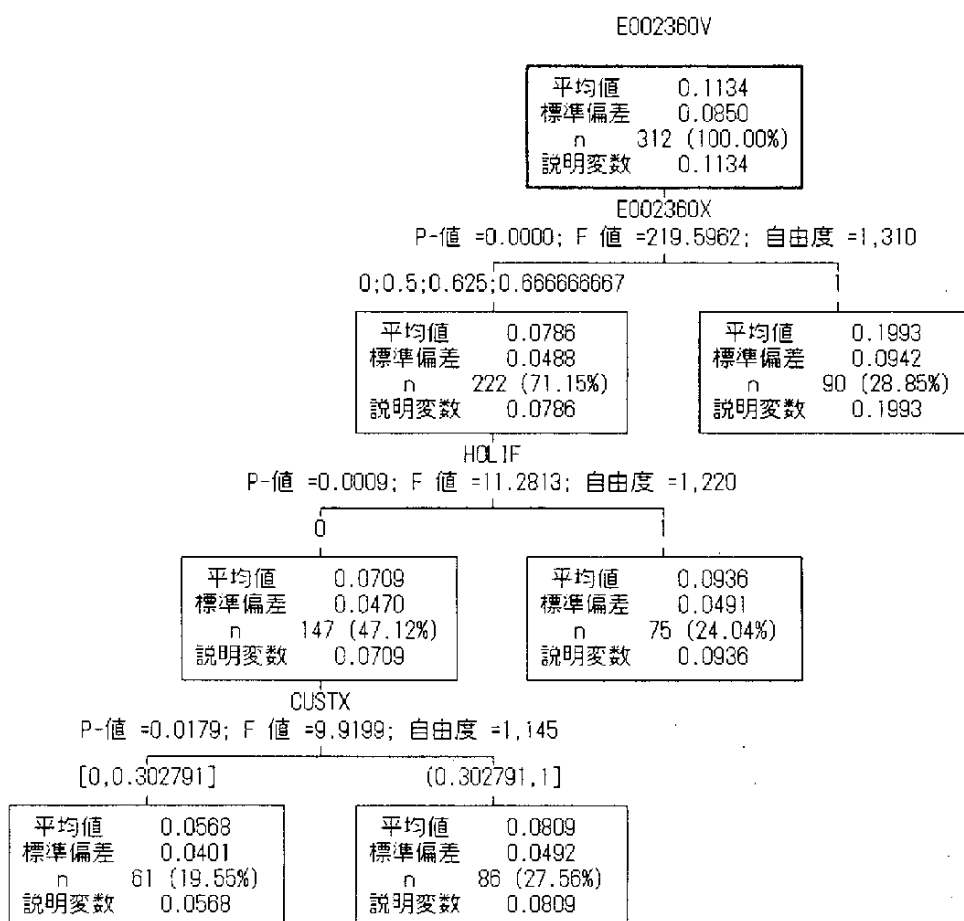 E002360V
平均値 0.1134
標準偏差 0.0850
n 312 (100.00%)
説明変数 0.1134
E002360X
P-値 =0.0000; F 値 =219.5962; 自由度 =1,310
0;0.5;0.625;0.666666667 1
平均値 0.0786
標準偏差 0.0488
n 222 (71.15%)
説明変数 0.0786
平均値 0.1993
標準偏差 0.0942
n 90 (28.85%)
説明変数 0.1993
HOLIF
P-値 =0.0009; F 値 =11.2813; 自由度 =1,220
0 1
平均値 0.0709
標準偏差 0.0470
n 147 (47.12%)
説明変数 0.0709
平均値 0.0936
標準偏差 0.0491
n 75 (24.04%)
説明変数 0.0936
CUSTX
P-値 =0.0179; F 値 =9.9199; 自由度 =1,145
[0,0.302791] (0.302791,1]
平均値 0.0568
標準偏差 0.0401
n 61 (19.55%)
説明変数 0.0568
平均値 0.0809
標準偏差 0.0492
n 86 (27.56%)
説明変数 0.0809